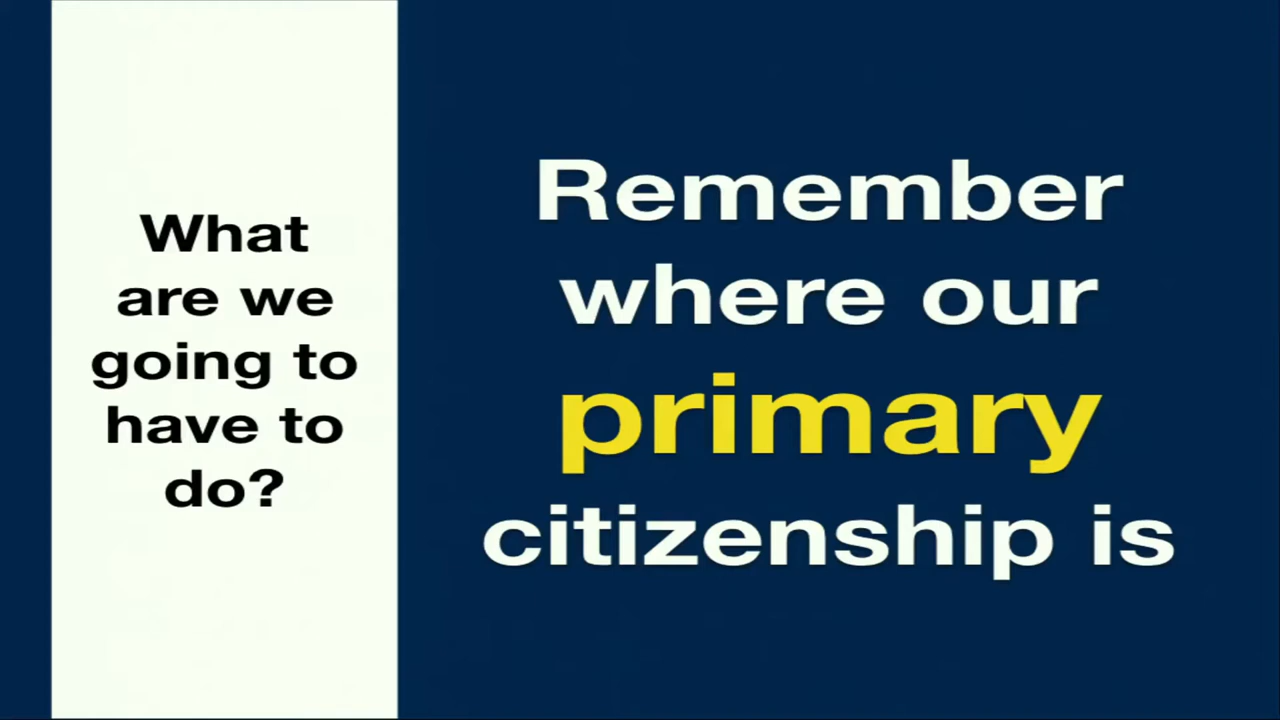 What
are we
going to
have to
do?
Remember
where our
primary
citizenship is